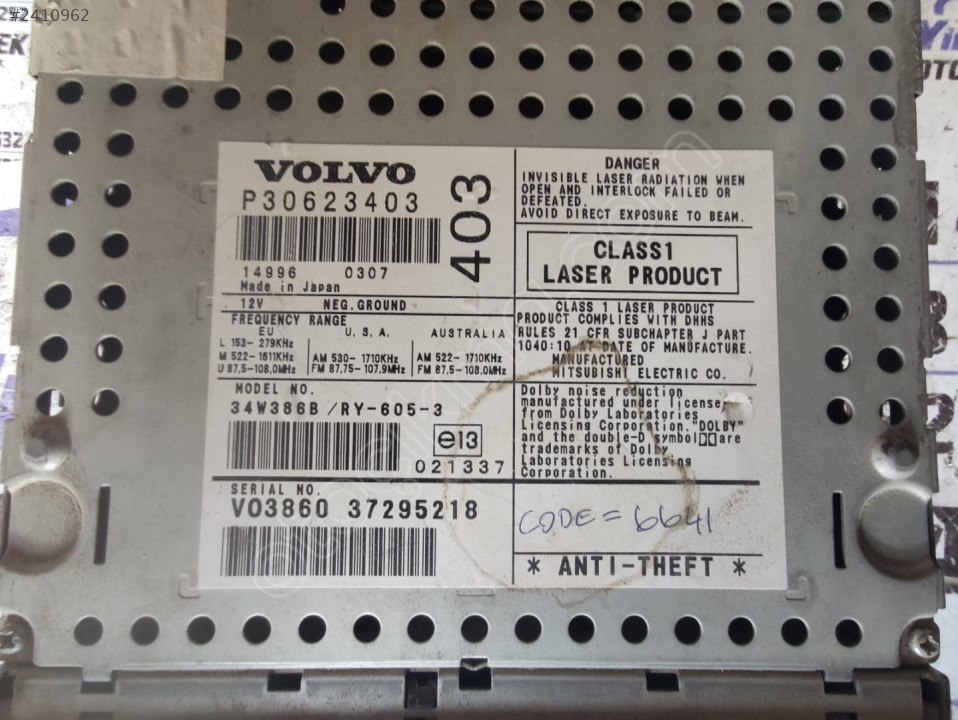 #2410962
VOLVO
P30623403
403
14996 0307
Made in Japan
12V NEG.GROUND
FREQUENCY RANGE
EU U.S.A. AUSTRALIA
L 153-279KHz
M 522-1611KHz AM 530-1710KHz AM 522-1710KHz
U 87,5-108,0MHz FM 87,75-107,9MHz FM 87,5-108,0MHz
MODEL NO.
34W386B/RY-605-3
e13
021337
SERIAL NO.
VO3860 37295218
DANGER
INVISIBLE LASER RADIATION WHEN
OPEN AND INTERLOCK FAILED OR
DEFEATED.
AVOID DIRECT EXPOSURE TO BEAM.
CLASS1
LASER PRODUCT
CLASS 1 LASER PRODUCT
PRODUCT COMPLIES WITH DHHS
RULES 21 CFR SUBCHAPTER J PART
1040:10 AT DATE OF MANUFACTURE.
MANUFACTURED
MITSUBISHI ELECTRIC CO.
Dolby noise reduction
manufactured under license
from Dolby Laboratories
Licensing Corporation. "DOLBY"
and the double-D symbol are
trademarks of Dolby
Laboratories Licensing
Corporation.
CODE = 6641
* ANTI-THEFT *